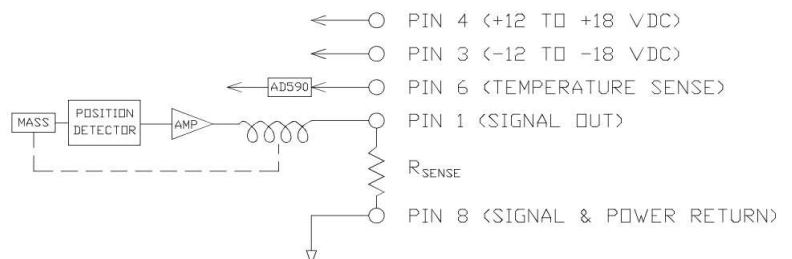 PIN 4 (+12 TO +18 VDC)
PIN 3 (-12 TO -18 VDC)
AD590
PIN 6 (TEMPERATURE SENSE)
MASS
POSITION
DETECTOR
AMP
PIN 1 (SIGNAL OUT)
RSENSE
PIN 8 (SIGNAL & POWER RETURN)